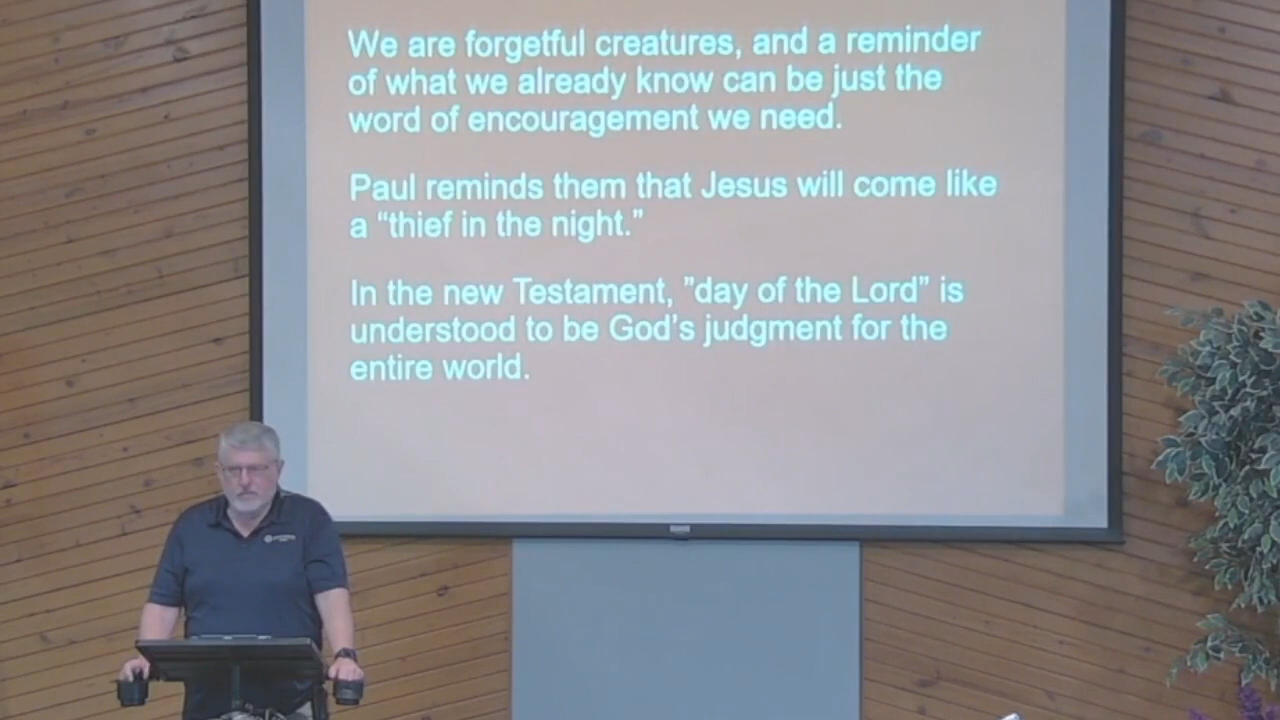 We are forgetful creatures, and a reminder
of what we already know can be just the
word of encouragement we need.
Paul reminds them that Jesus will come like
a “thief in the night.”
In the new Testament, ”day of the Lord” is
understood to be God’s judgment for the
entire world.